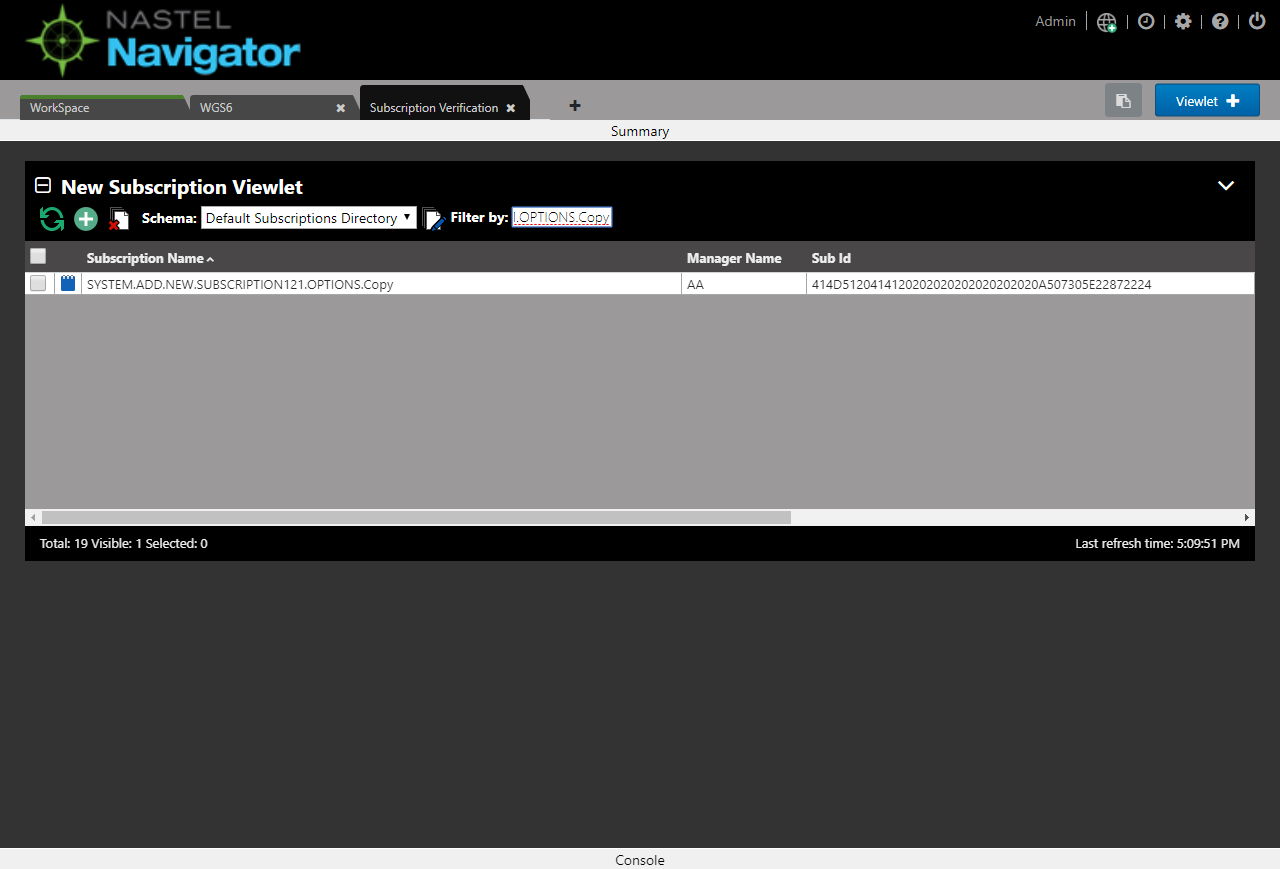 NASTEL
Navigator
Admin
WorkSpace
WGS6
Subscription Verification
Viewlet
Summary
New Subscription Viewlet
Schema: Default Subscriptions Directory Filter by: .OPTIONS.Copy
Subscription Name Manager Name Sub Id
SYSTEM.ADD.NEW.SUBSCRIPTION121.OPTIONS.Copy AA 414D5120414120202020202020202020A507305E22872224
Total: 19 Visible: 1 Selected: 0 Last refresh time: 5:09:51 PM
Console